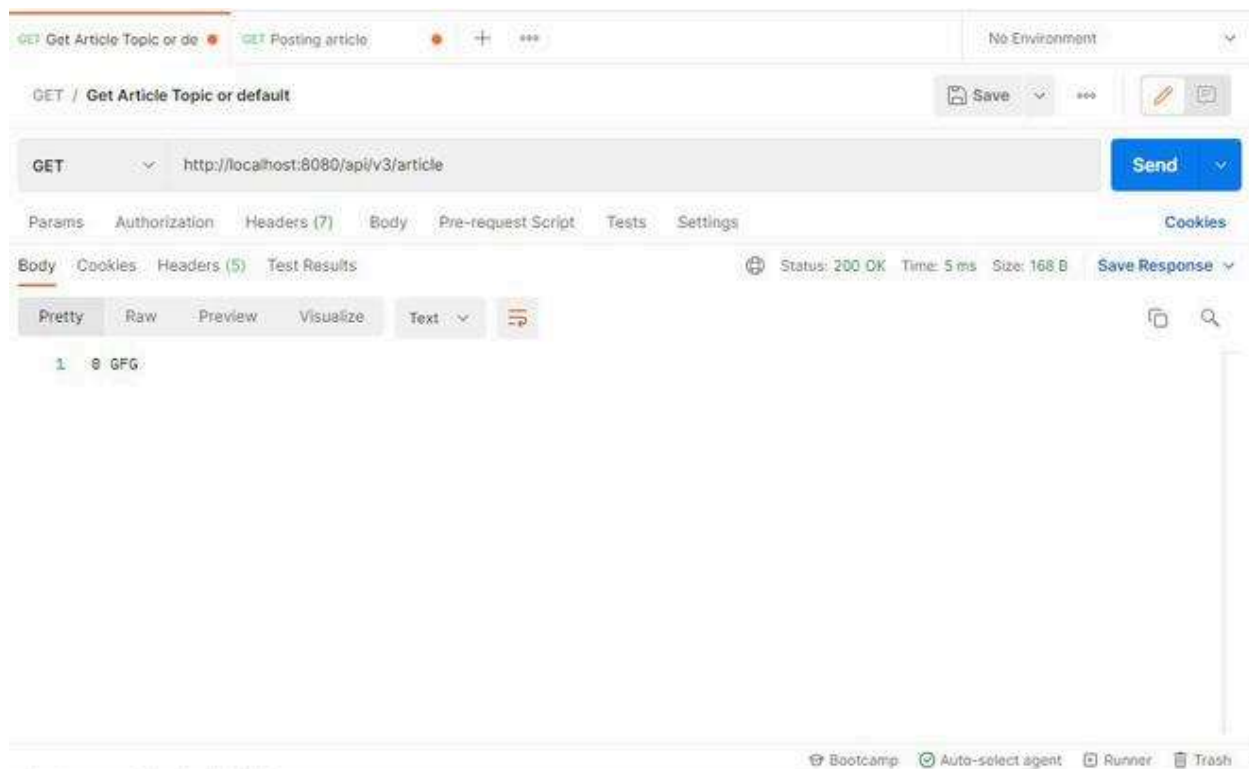 GET Get Article Topic or de GET Posting article No Environment
GET / Get Article Topic or default Save
GET http://localhost:8080/api/v3/article Send
Params Authorization Headers (7) Body Pre-request Script Tests Settings Cookies
Body Cookies Headers (5) Test Results Status: 200 OK Time: 5 ms Size: 168 B Save Response
Pretty Raw Preview Visualize Text
1 0 GFG
Bootcamp Auto-select agent Runner Trash